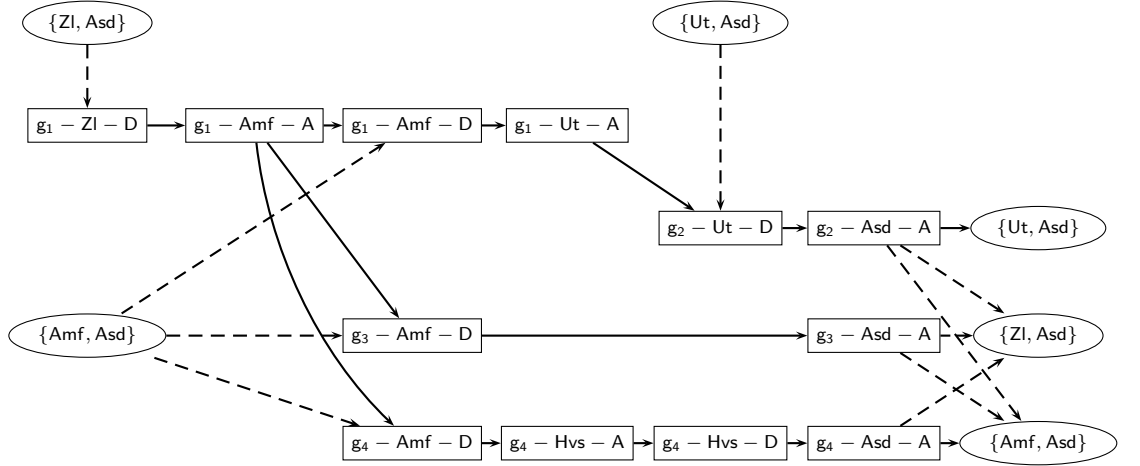 {Zl, Asd}
{Ut, Asd}
g1 − Zl − D
g1 − Amf − A
g1 − Amf − D
g1 − Ut − A
g2 − Ut − D
g2 − Asd − A
{Ut, Asd}
{Amf, Asd}
g3 − Amf − D
g3 − Asd − A
{Zl, Asd}
g4 − Amf − D
g4 − Hvs − A
g4 − Hvs − D
g4 − Asd − A
{Amf, Asd}